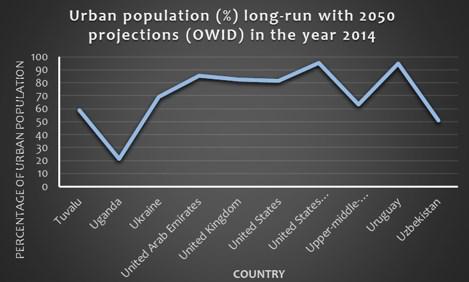 Urban population (%) long-run with 2050
projections (OWID) in the year 2014
PERCENTAGE OF URBAN POPULATION
100
90
80
70
60
50
40
30
20
10
0
Tuvalu
Uganda
Ukraine
United Arab Emirates
United Kingdom
United States
United States...
Upper-middle-...
Uruguay
Uzbekistan
COUNTRY